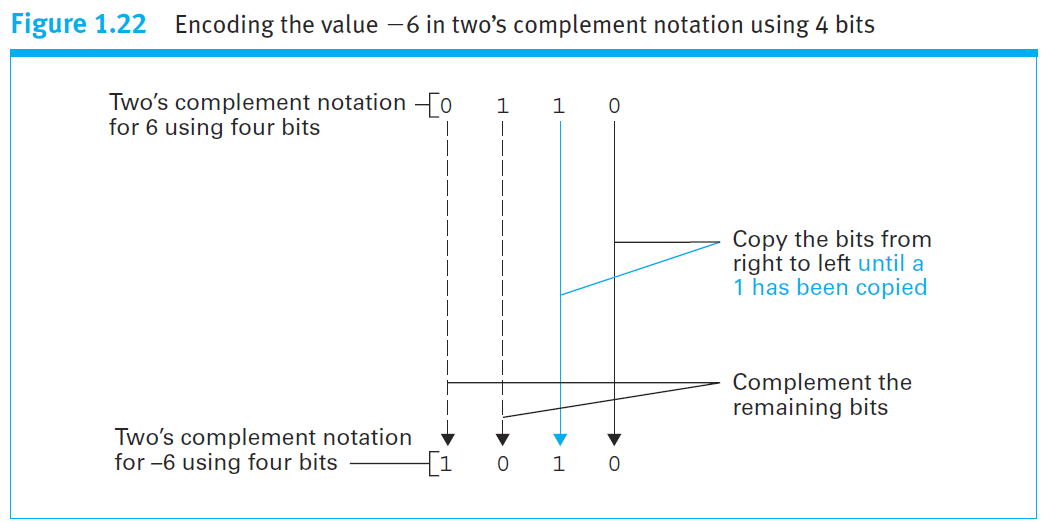 Figure 1.22 Encoding the value −6 in two’s complement notation using 4 bits
Two’s complement notation
for 6 using four bits
0 1 1 0
Copy the bits from
right to left until a
1 has been copied
Complement the
remaining bits
Two’s complement notation
for –6 using four bits
1 0 1 0